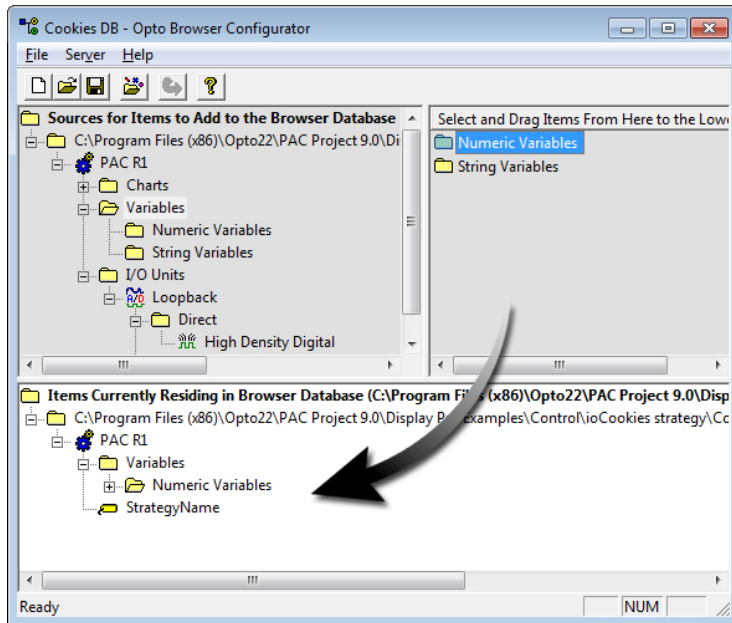 Cookies DB - Opto Browser Configurator
File Server Help
Sources for Items to Add to the Browser Database
C:\Program Files (x86)\Opto22\PAC Project 9.0\Di
PAC R1
Charts
Variables
Numeric Variables
String Variables
I/O Units
Loopback
Direct
High Density Digital
Select and Drag Items From Here to the Lowe
Numeric Variables
String Variables
Items Currently Residing in Browser Database (C:\Program Files (x86)\Opto22\PAC Project 9.0\Disp
C:\Program Files (x86)\Opto22\PAC Project 9.0\Display Examples\Control\ioCookies strategy\Cc
PAC R1
Variables
Numeric Variables
StrategyName
Ready NUM